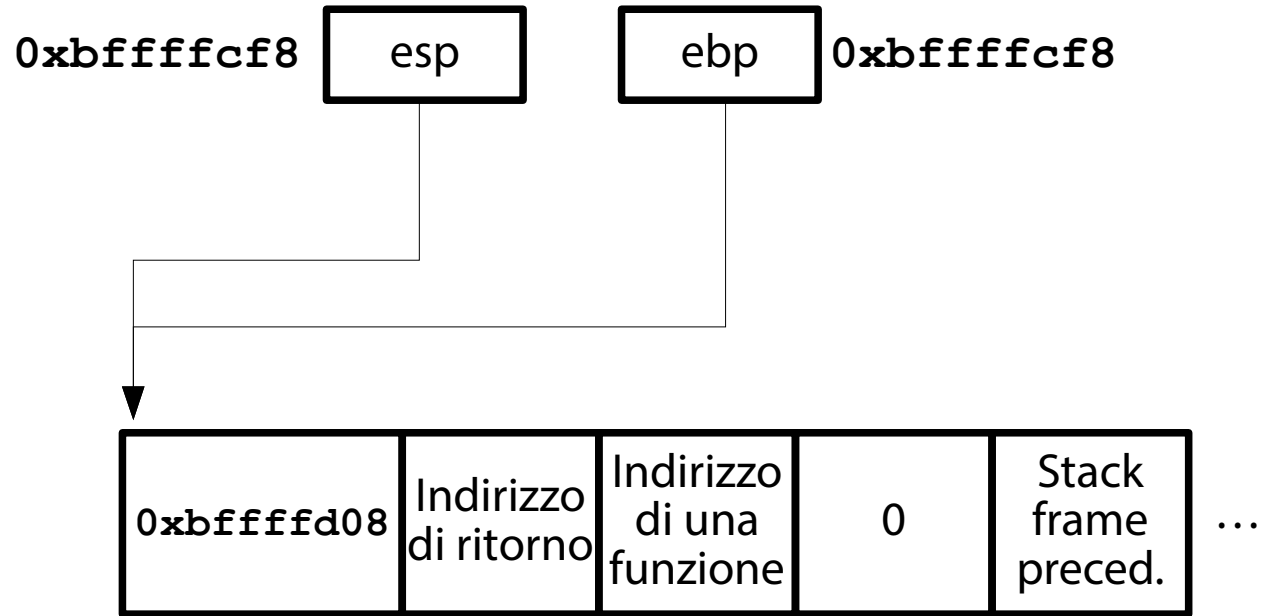 0xbffffcf8 esp ebp 0xbffffcf8
0xbffffd08
Indirizzo
di ritorno
Indirizzo
di una
funzione
0
Stack
frame
preced.
…